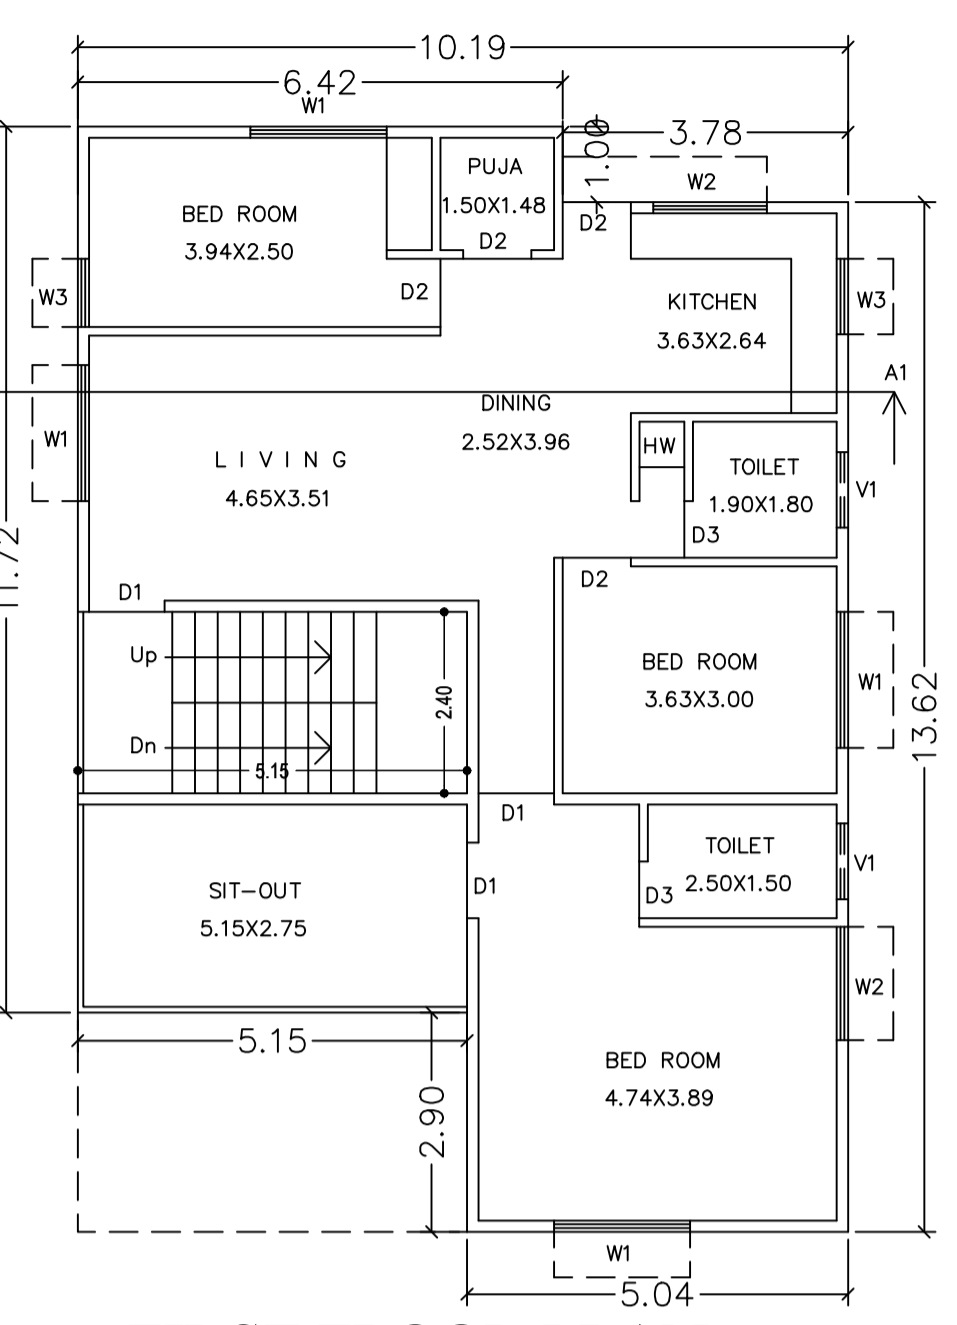 10.19
6.42
W1
1.00
3.78
PUJA
1.50X1.48
D2
W2
D2
BED ROOM
3.94X2.50
W3
D2
KITCHEN
3.63X2.64
W3
A1
DINING
2.52X3.96
W1
LIVING
4.65X3.51
HW
TOILET
1.90X1.80
V1
D3
11.72
D1
D2
Up
2.40
BED ROOM
3.63X3.00
W1
13.62
Dn
5.15
D1
TOILET
2.50X1.50
V1
D1
D3
SIT-OUT
5.15X2.75
W2
5.15
2.90
BED ROOM
4.74X3.89
W1
5.04